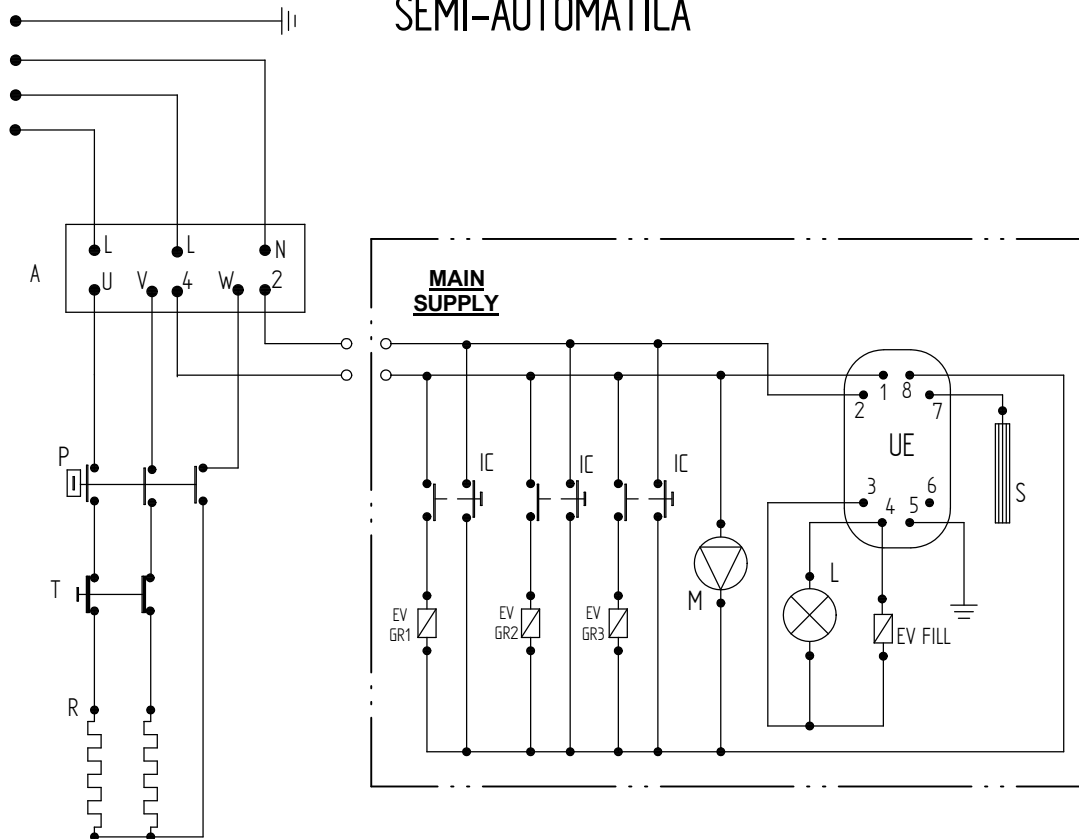 SEMI-AUTOMATILA
L L N
A
U V 4 W 2
MAIN
SUPPLY
1 8
2 7
UE
P
IC IC IC
3 6
S
4 5
T
L
M
EV
GR1
EV
GR2
EV
GR3
EV FILL
R